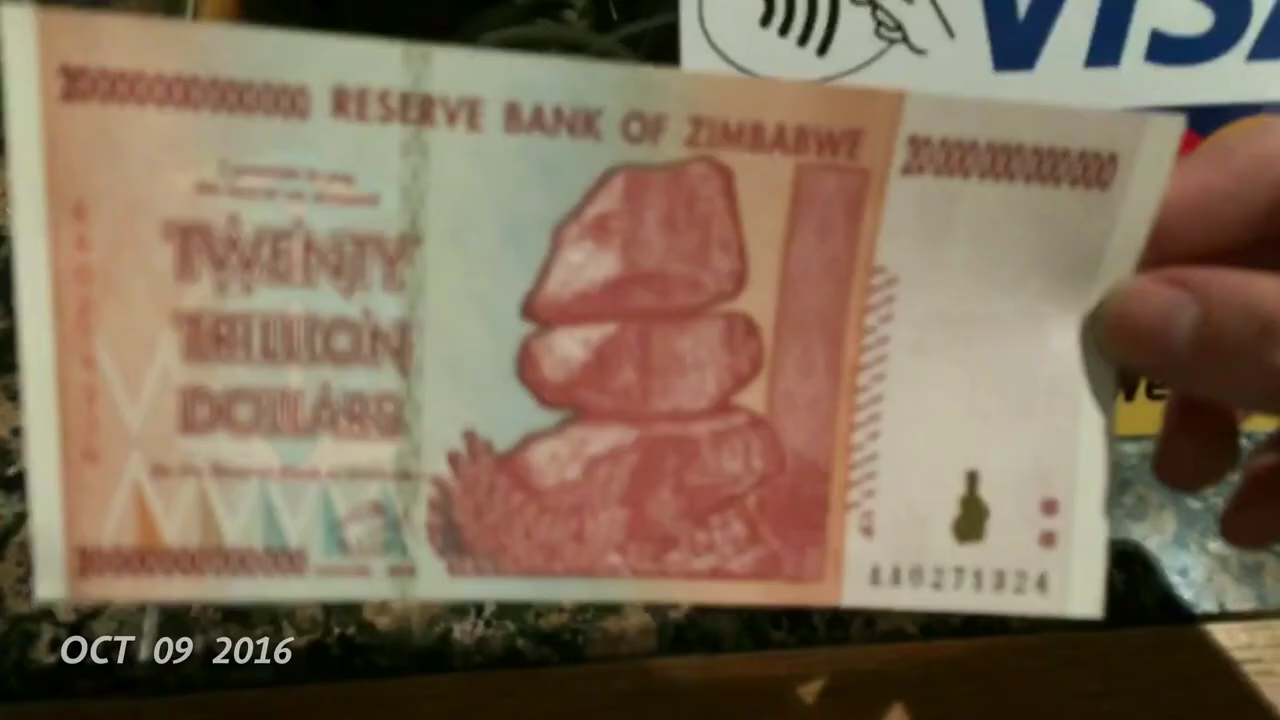 VISA
20000000000000 RESERVE BANK OF ZIMBABWE
20000000000000
TWENTY
TRILLION
DOLLARS
20000000000000
AA0271324
OCT 09 2016